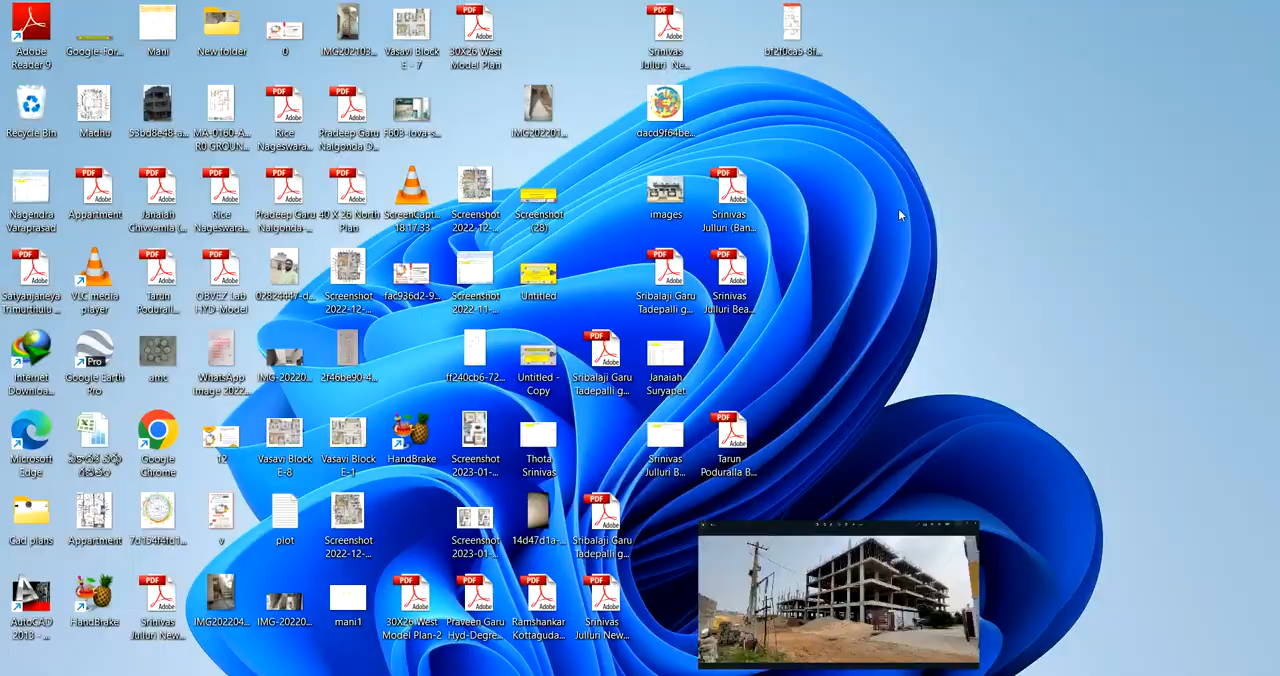 Adobe
Reader 9
Google-For...
Mani
New folder
0
IMG202103...
Vasavi Block
E - 7
30X26 West
Model Plan
Srinivas
Julluri Ne...
bf2f0ca5-8f...
Recycle Bin
Madhu
53bd8e48-a...
MA-0160-A...
R0 GROUN...
Rice
Nageswara...
Pradeep Garu
Nalgonda D...
F603-Iova-s...
IMG202201...
dacd9f64be...
Nagendra
Varaprasad
Appartment
Janaiah
Chivvemla (...
Rice
Nageswara...
Pradeep Garu
Nalgonda-...
40 X 26 North
Plan
ScreenCapt...
18.17.33
Screenshot
2022-12-...
Screenshot
(28)
images
Srinivas
Julluri (Ban...
Satyanjaneya
Trimurthulu ...
VLC media
player
Tarun
Podurall...
OBVEZ Lab
HYD-Model
02824447-d...
Screenshot
2022-12-...
fac936d2-9...
Screenshot
2022-11-...
Untitled
Sribalaji Garu
Tadepalli g...
Srinivas
Julluri Bea...
Internet
Downloa...
Google Earth
Pro
amc
WhatsApp
Image 2022...
IMG-20220...
2f46be90-4...
ff240cb6-72...
Untitled -
Copy
Sribalaji Garu
Tadepalli g...
Janaiah
Suryapet
Microsoft
Edge
Google
Chrome
12
Vasavi Block
E-8
Vasavi Block
E-1
HandBrake
Screenshot
2023-01-...
Thota
Srinivas
Srinivas
Julluri B...
Tarun
Poduralla B...
Cad plans
Appartment
7d154f4fd1...
v
plot
Screenshot
2022-12-...
Screenshot
2023-01-...
14d47d1a-...
Sribalaji Garu
Tadepalli g...
AutoCAD
2013 - ...
HandBrake
Srinivas
Julluri New...
IMG202204...
IMG-20220...
mani1
30X26 West
Model Plan-2
Praveen Garu
Hyd-Degre...
Ramshankar
Kottaguda...
Srinivas
Julluri New...